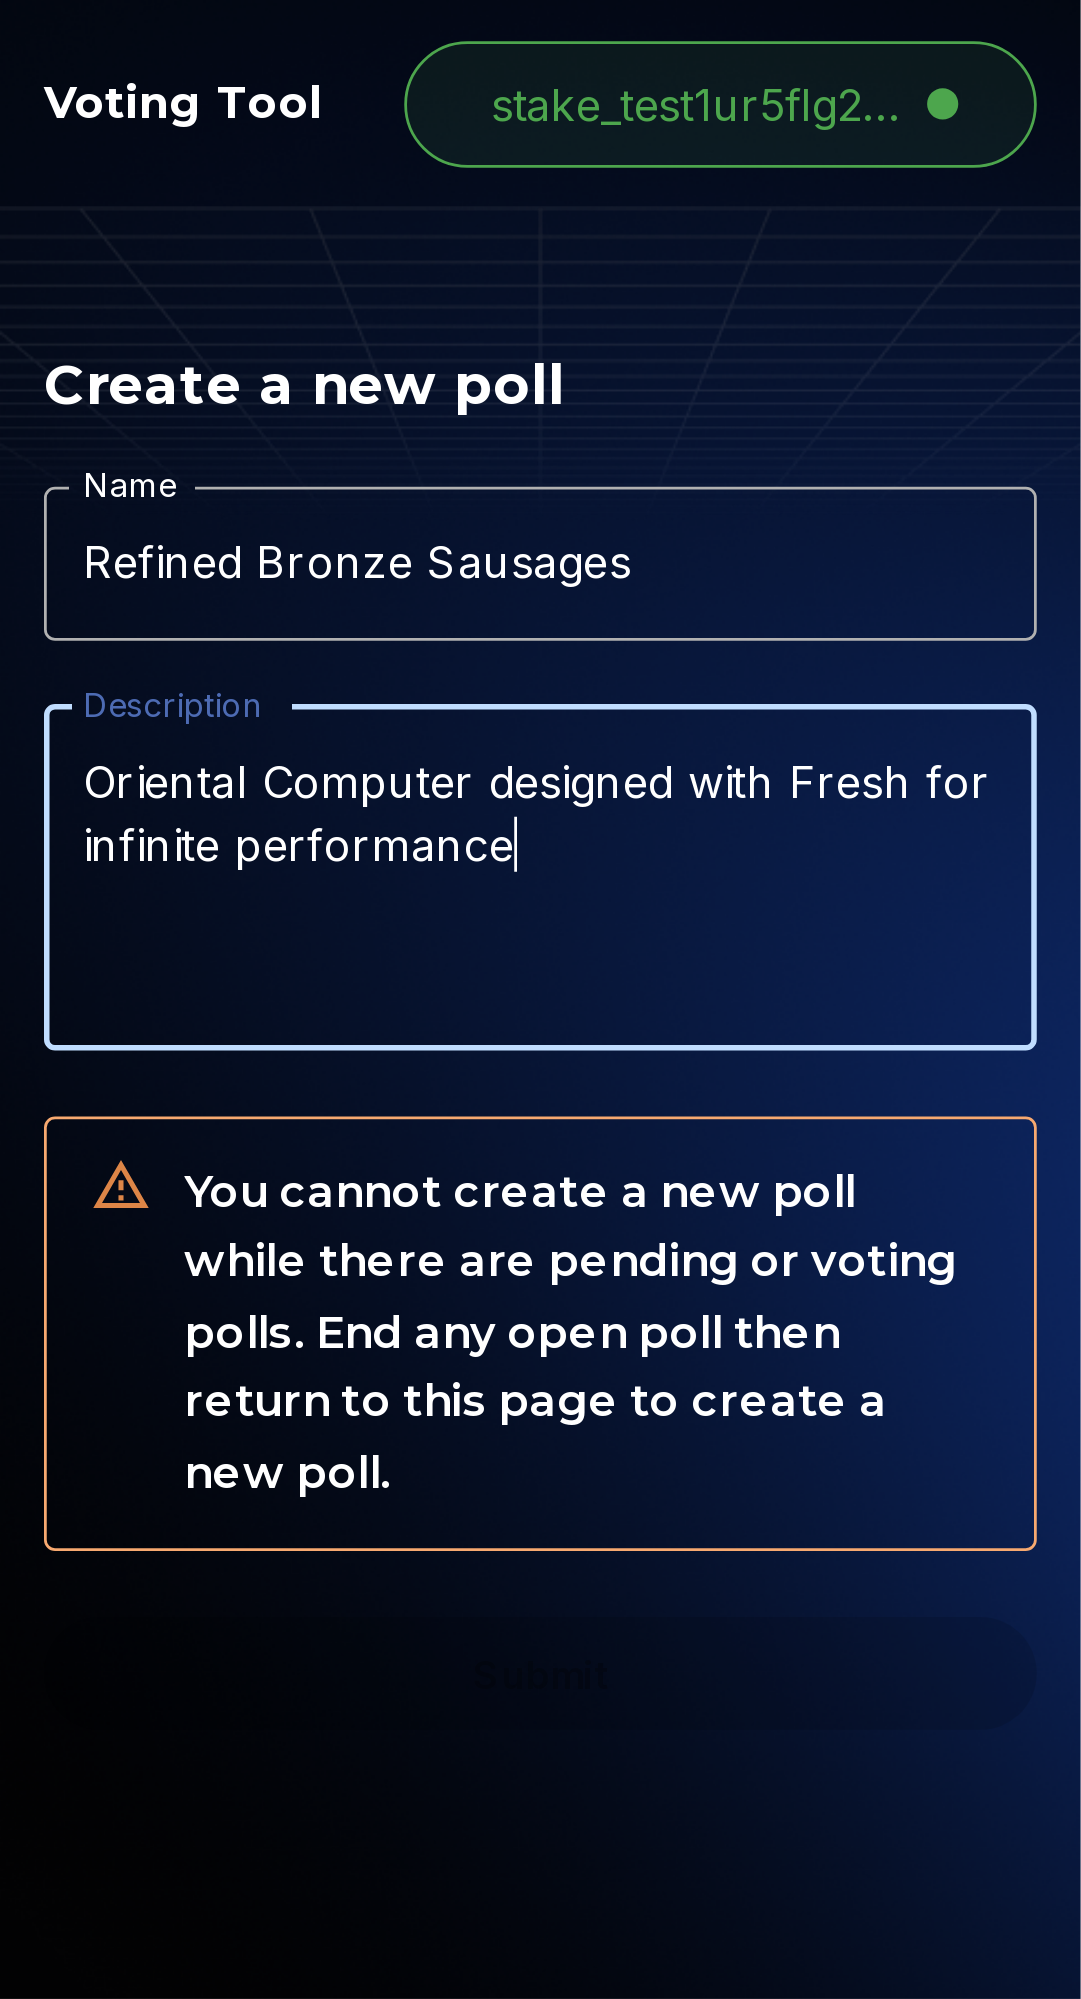 Voting Tool
stake_test1ur5flg2...
Create a new poll
Name
Refined Bronze Sausages
Description
Oriental Computer designed with Fresh for
infinite performance
You cannot create a new poll
while there are pending or voting
polls. End any open poll then
return to this page to create a
new poll.
Submit